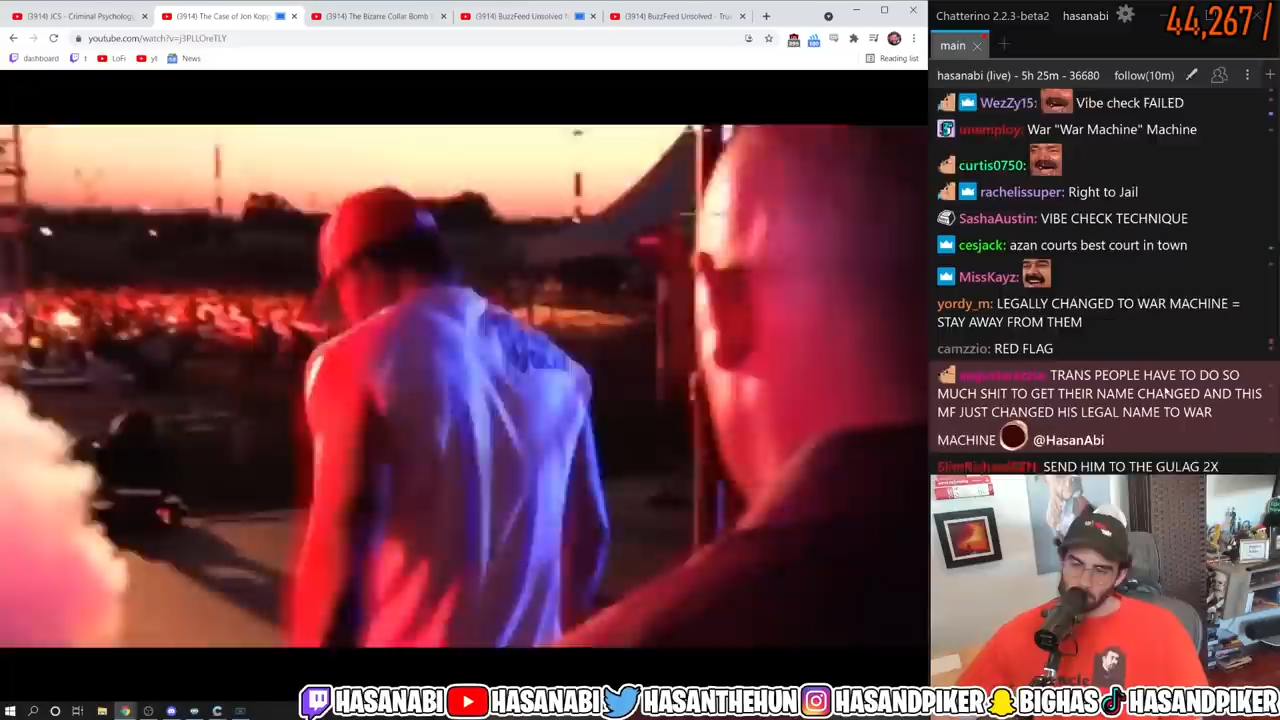 (3914) JCS - Criminal Psycholog
(3914) The Case of Jon Kopp
(3914) The Bizarre Collar Bomb
(3914) BuzzFeed Unsolved
(3914) BuzzFeed Unsolved - Tru
youtube.com/watch?v=j3PLLOreTLY
dashboard
t
LoFi
yt
News
Reading list
Chatterino 2.2.3-beta2
hasanabi
44,267 /
main
hasanabi (live) - 5h 25m - 36680
follow(10m)
WezZy15: Vibe check FAILED
unemploy: War "War Machine" Machine
curtis0750:
rachelissuper: Right to Jail
SashaAustin: VIBE CHECK TECHNIQUE
cesjack: azan courts best court in town
MissKayz:
yordy_m: LEGALLY CHANGED TO WAR MACHINE =
STAY AWAY FROM THEM
camzzio: RED FLAG
TRANS PEOPLE HAVE TO DO SO
MUCH SHIT TO GET THEIR NAME CHANGED AND THIS
MF JUST CHANGED HIS LEGAL NAME TO WAR
MACHINE @HasanAbi
SEND HIM TO THE GULAG 2X
HASANABI
HASANABI
HASANTHEHUN
HASANDPIKER
BIGHAS
HASANDPIKER